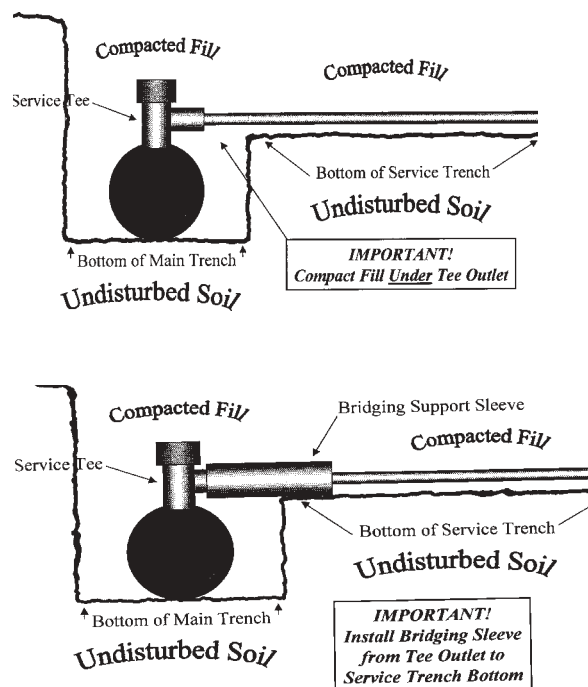 Compacted Fill
Compacted Fill
Service Tee
Bottom of Service Trench
Undisturbed Soil
Bottom of Main Trench
Undisturbed Soil
IMPORTANT!
Compact Fill Under Tee Outlet
Compacted Fill
Bridging Support Sleeve
Compacted Fill
Service Tee
Bottom of Service Trench
Undisturbed Soil
Bottom of Main Trench
Undisturbed Soil
IMPORTANT!
Install Bridging Sleeve
from Tee Outlet to
Service Trench Bottom